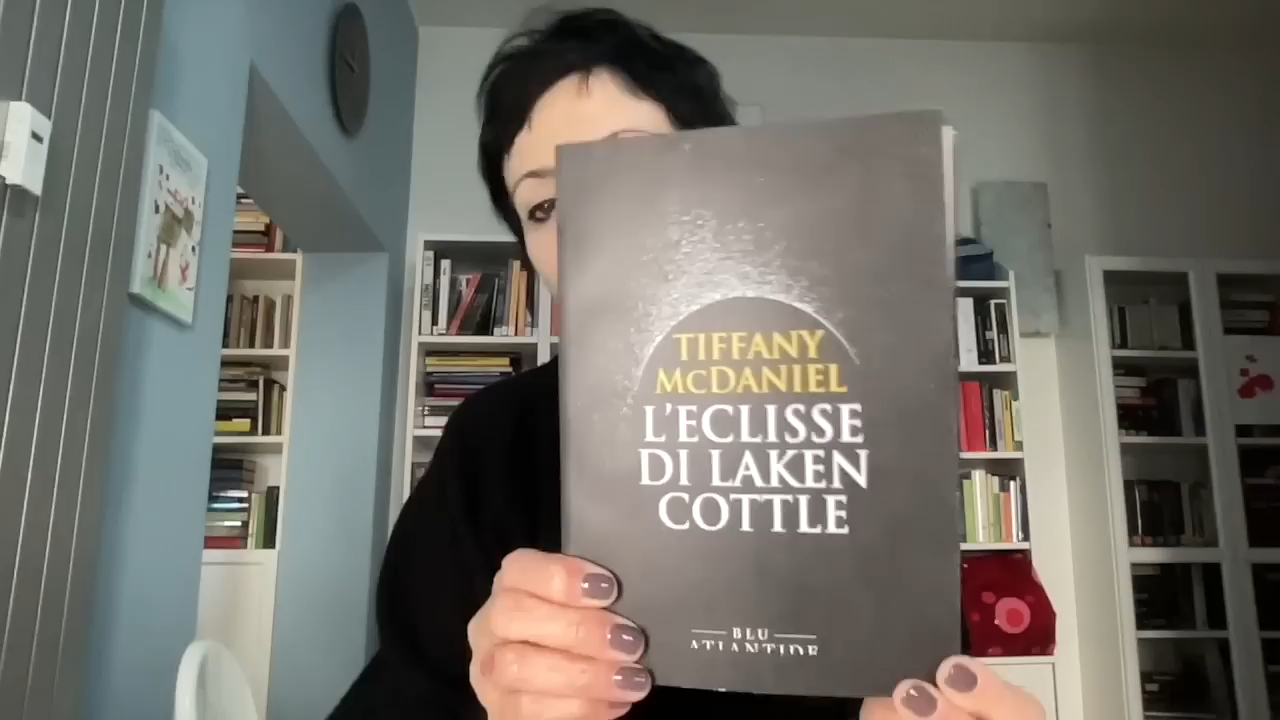 TIFFANY
McDANIEL
L'ECLISSE
DI LAKEN
COTTLE
BLU
ATLANTIDE